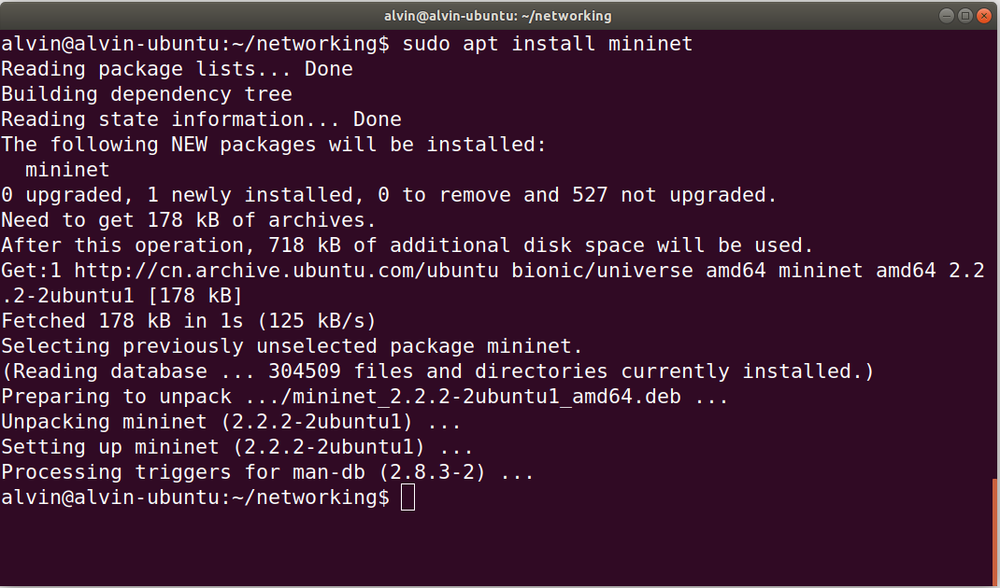 alvin@alvin-ubuntu: ~/networking
alvin@alvin-ubuntu:~/networking$ sudo apt install mininet
Reading package lists... Done
Building dependency tree
Reading state information... Done
The following NEW packages will be installed:
  mininet
0 upgraded, 1 newly installed, 0 to remove and 527 not upgraded.
Need to get 178 kB of archives.
After this operation, 718 kB of additional disk space will be used.
Get:1 http://cn.archive.ubuntu.com/ubuntu bionic/universe amd64 mininet amd64 2.2
.2-2ubuntu1 [178 kB]
Fetched 178 kB in 1s (125 kB/s)
Selecting previously unselected package mininet.
(Reading database ... 304509 files and directories currently installed.)
Preparing to unpack .../mininet_2.2.2-2ubuntu1_amd64.deb ...
Unpacking mininet (2.2.2-2ubuntu1) ...
Setting up mininet (2.2.2-2ubuntu1) ...
Processing triggers for man-db (2.8.3-2) ...
alvin@alvin-ubuntu:~/networking$